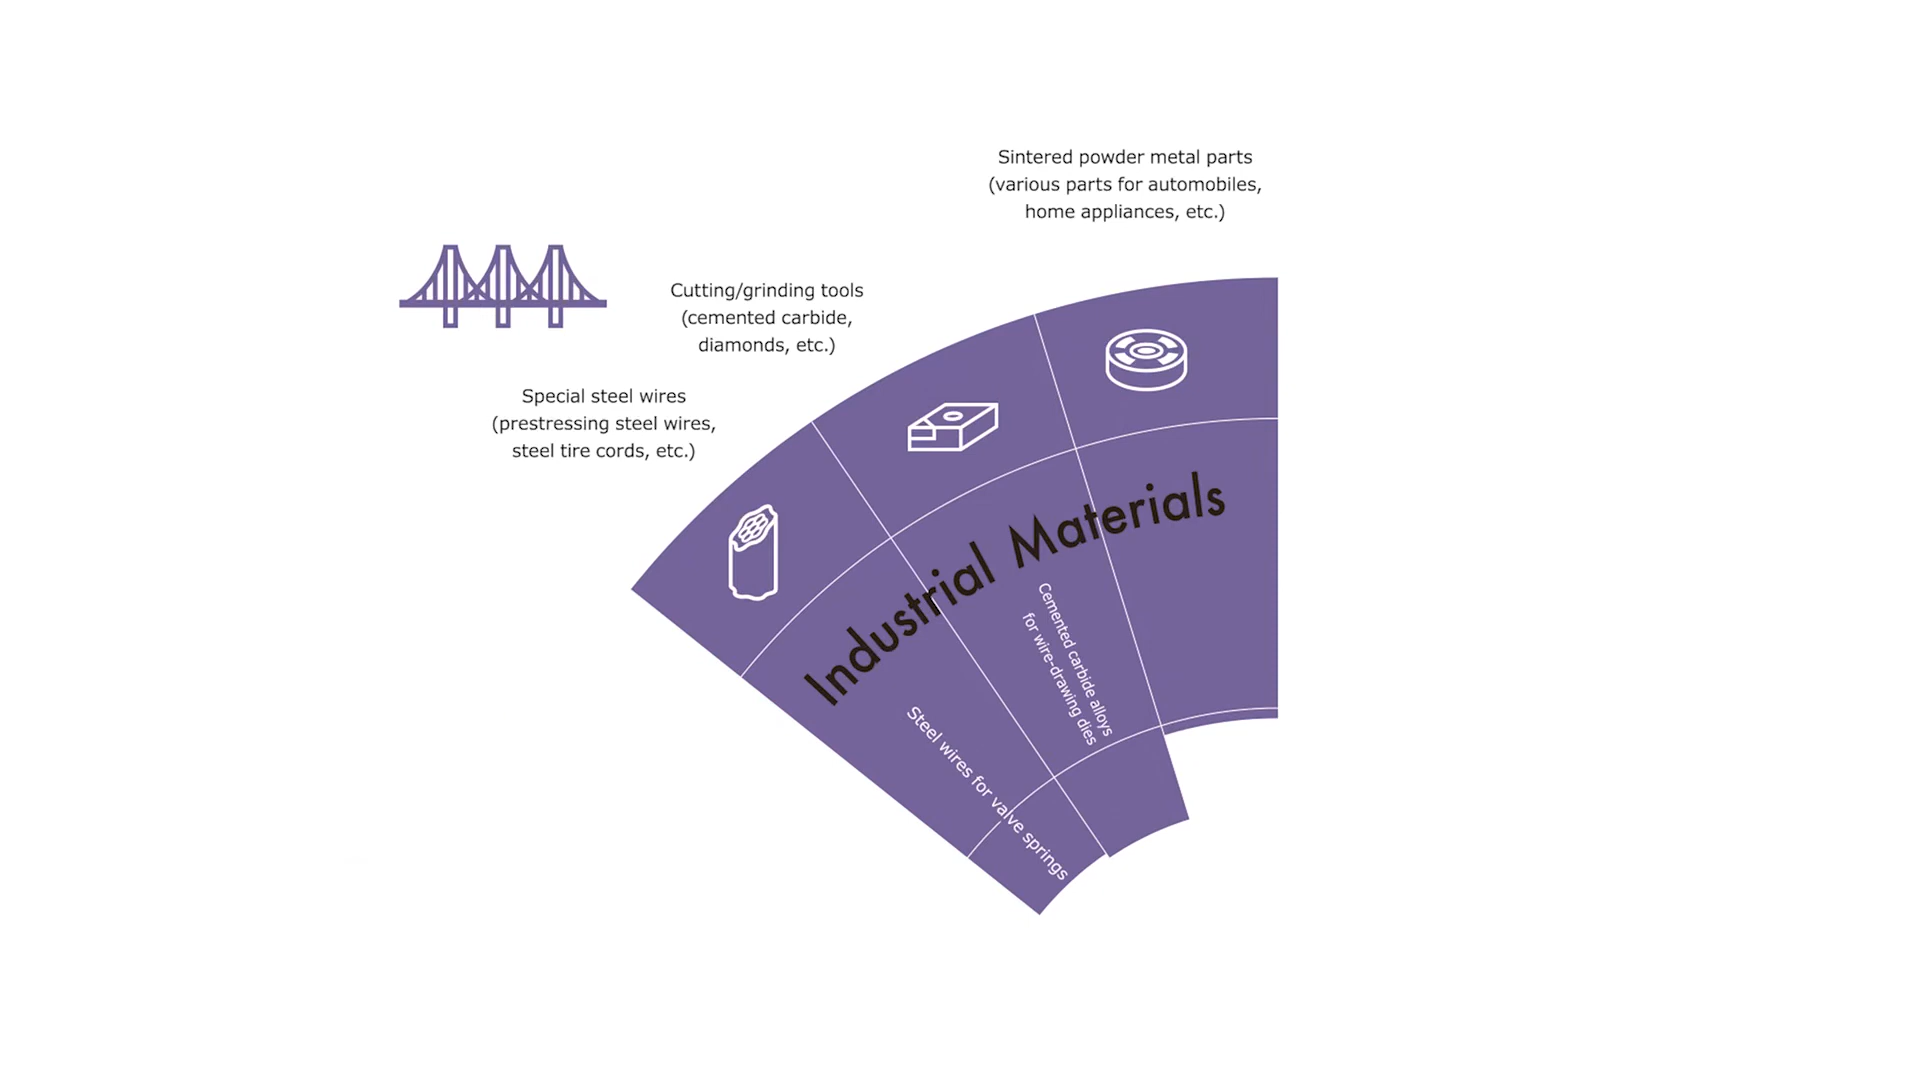 Sintered powder metal parts
(various parts for automobiles,
home appliances, etc.)
Cutting/grinding tools
(cemented carbide,
diamonds, etc.)
Special steel wires
(prestressing steel wires,
steel tire cords, etc.)
Industrial Materials
Cemented carbide alloys
for wire-drawing dies
Steel wires for valve springs